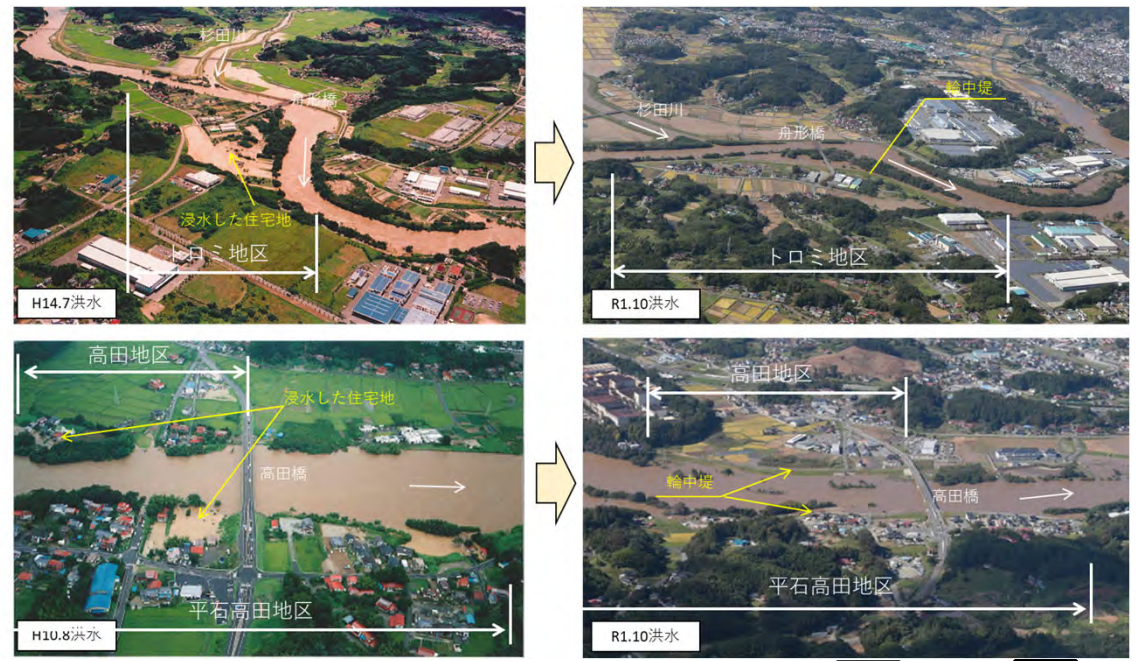 杉田川
舟形橋
浸水した住宅地
トロミ地区
H14.7洪水
輪中堤
杉田川
舟形橋
トロミ地区
R1.10洪水
高田地区
浸水した住宅地
高田橋
平石高田地区
H10.8洪水
高田地区
輪中堤
高田橋
平石高田地区
R1.10洪水